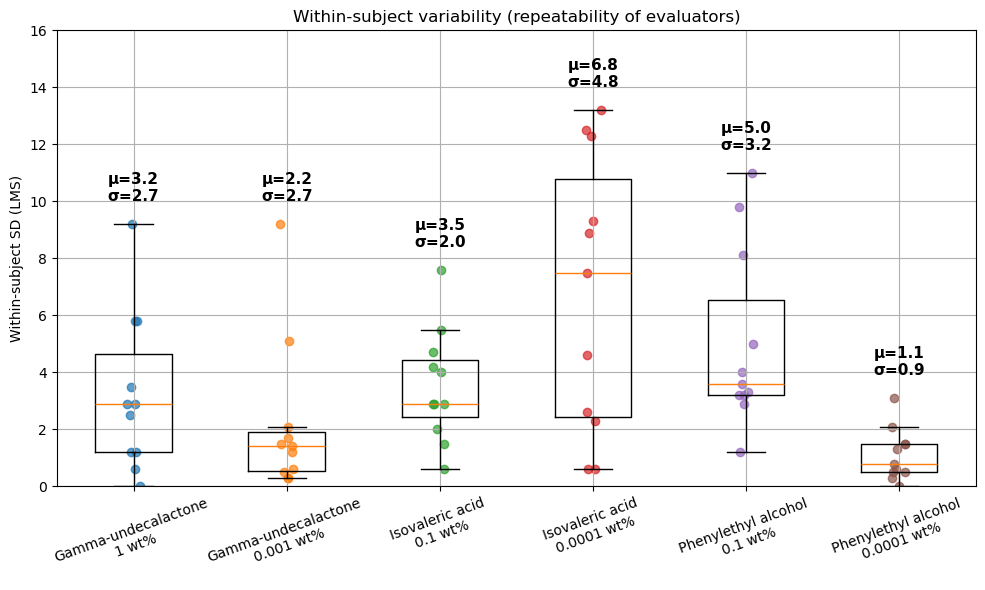 Within-subject variability (repeatability of evaluators)
Within-subject SD (LMS)
16
14
12
10
8
6
4
2
0
μ=3.2
σ=2.7
μ=2.2
σ=2.7
μ=3.5
σ=2.0
μ=6.8
σ=4.8
μ=5.0
σ=3.2
μ=1.1
σ=0.9
Gamma-undecalactone
1 wt%
Gamma-undecalactone
0.001 wt%
Isovaleric acid
0.1 wt%
Isovaleric acid
0.0001 wt%
Phenylethyl alcohol
0.1 wt%
Phenylethyl alcohol
0.0001 wt%